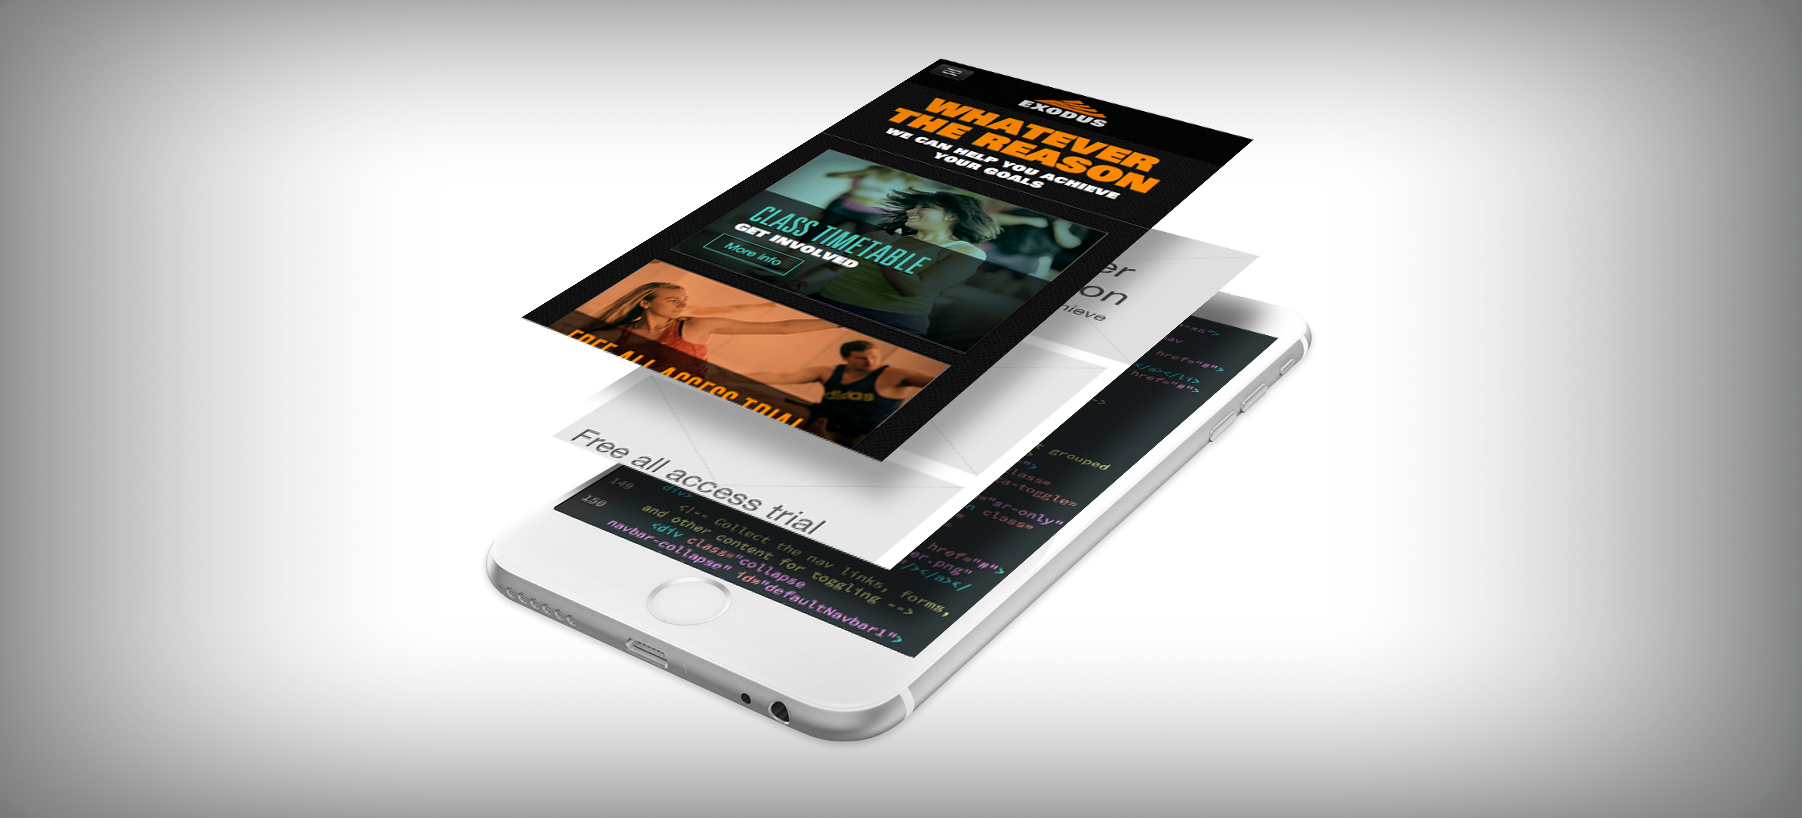 EXODUS
WHATEVER
THE REASON
WE CAN HELP YOU ACHIEVE
YOUR GOALS
CLASS TIMETABLE
GET INVOLVED
More info
FREE ALL ACCESS TRIAL
adidas
er
on
hieve
Free all access trial
href="#">
</a></li>
href="#">
-->
grouped
class=
-toggle=
"sr-only"
class=
href="#">
er.png"
/></a></
149 div>
150 <!-- Collect the nav links, forms,
and other content for toggling -->
<div class="collapse
navbar-collapse" id="defaultNavbar1">